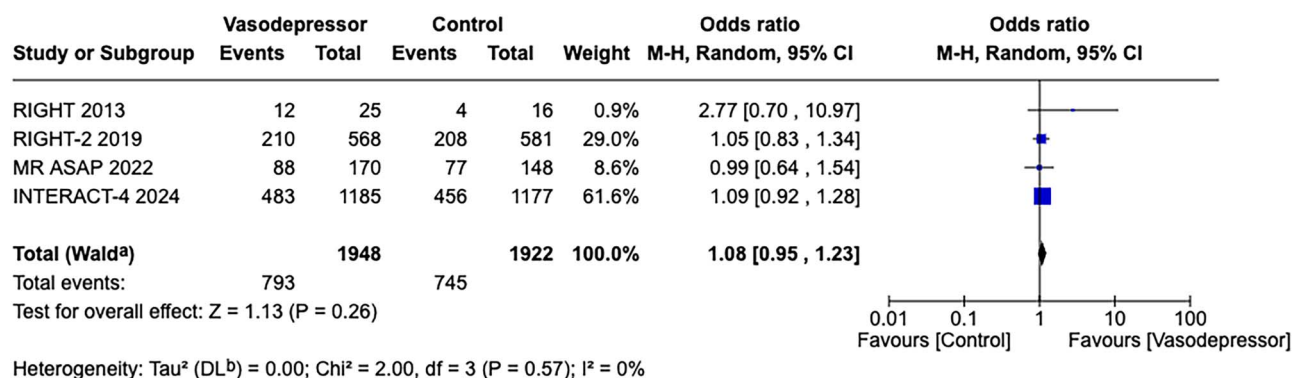 Vasodepressor Control Odds ratio Odds ratio
Study or Subgroup Events Total Events Total Weight M-H, Random, 95% CI M-H, Random, 95% CI
RIGHT 2013 12 25 4 16 0.9% 2.77 [0.70 , 10.97]
RIGHT-2 2019 210 568 208 581 29.0% 1.05 [0.83 , 1.34]
MR ASAP 2022 88 170 77 148 8.6% 0.99 [0.64 , 1.54]
INTERACT-4 2024 483 1185 456 1177 61.6% 1.09 [0.92 , 1.28]
Total (Waldᵃ) 1948 1922 100.0% 1.08 [0.95 , 1.23]
Total events: 793 745
Test for overall effect: Z = 1.13 (P = 0.26)
0.01 0.1 1 10 100
Favours [Control] Favours [Vasodepressor]
Heterogeneity: Tau² (DLᵇ) = 0.00; Chi² = 2.00, df = 3 (P = 0.57); I² = 0%